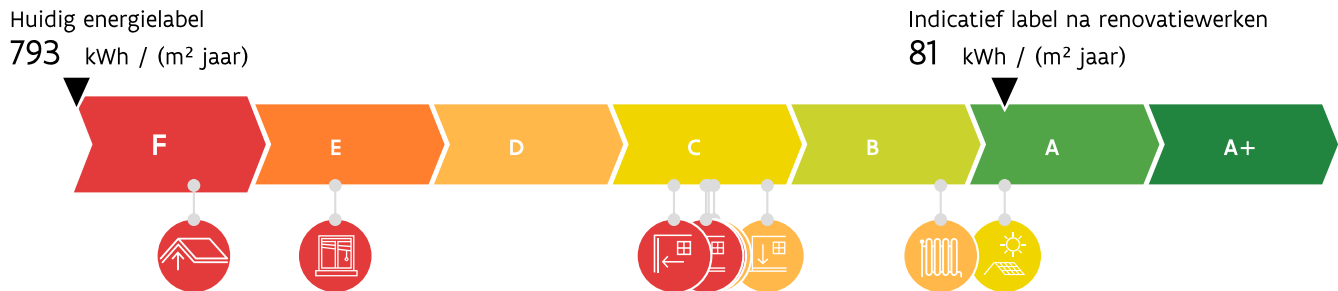 Huidig energielabel
793 kWh / (m² jaar)
Indicatief label na renovatiewerken
81 kWh / (m² jaar)
F E D C B A A+